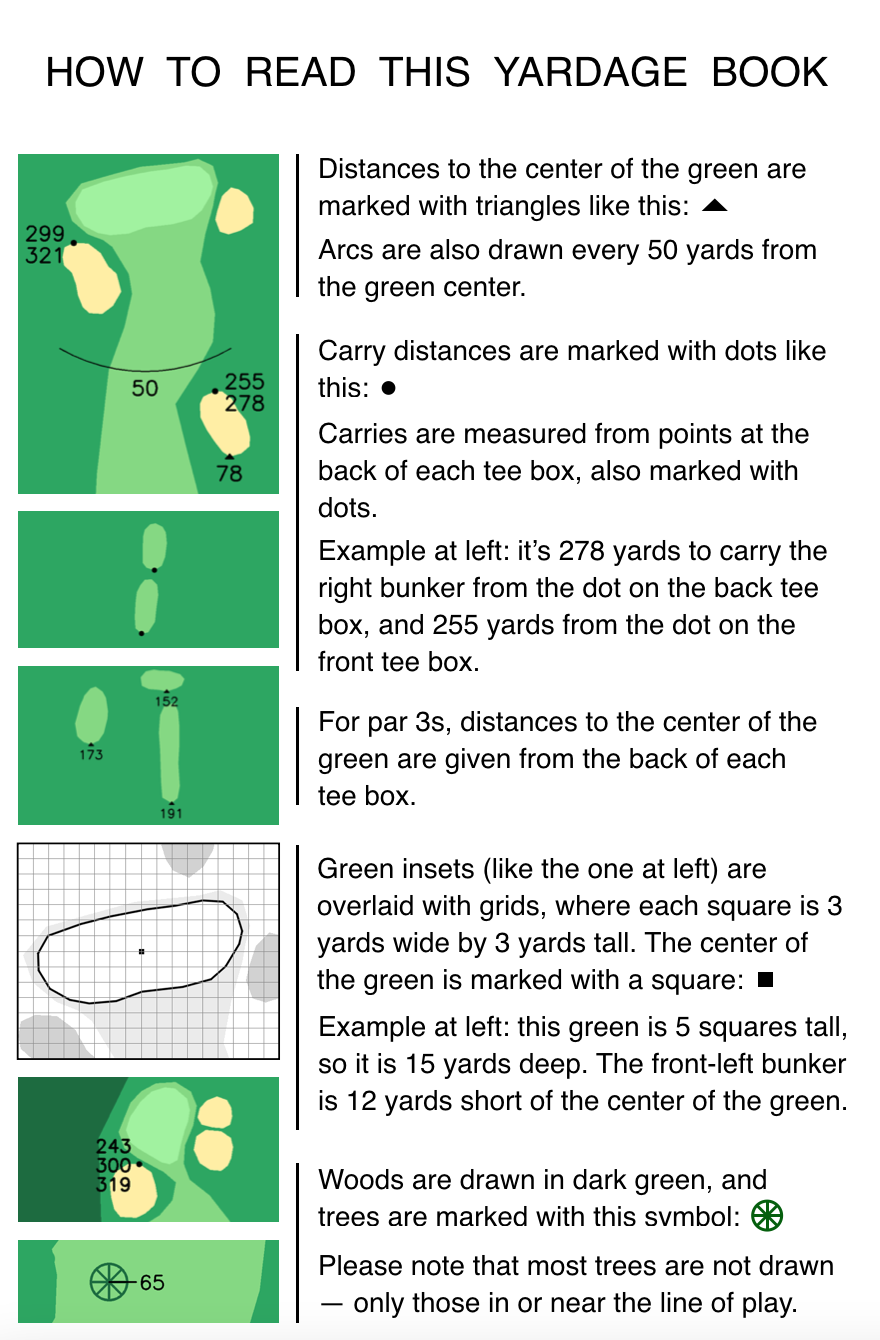 HOW TO READ THIS YARDAGE BOOK
299
321
50
255
278
78
Distances to the center of the green are
marked with triangles like this:
Arcs are also drawn every 50 yards from
the green center.
Carry distances are marked with dots like
this:
Carries are measured from points at the
back of each tee box, also marked with
dots.
Example at left: it’s 278 yards to carry the
right bunker from the dot on the back tee
box, and 255 yards from the dot on the
front tee box.
152
173
191
For par 3s, distances to the center of the
green are given from the back of each
tee box.
Green insets (like the one at left) are
overlaid with grids, where each square is 3
yards wide by 3 yards tall. The center of
the green is marked with a square:
Example at left: this green is 5 squares tall,
so it is 15 yards deep. The front-left bunker
is 12 yards short of the center of the green.
243
300
319
Woods are drawn in dark green, and
trees are marked with this svmbol:
65
Please note that most trees are not drawn
— only those in or near the line of play.